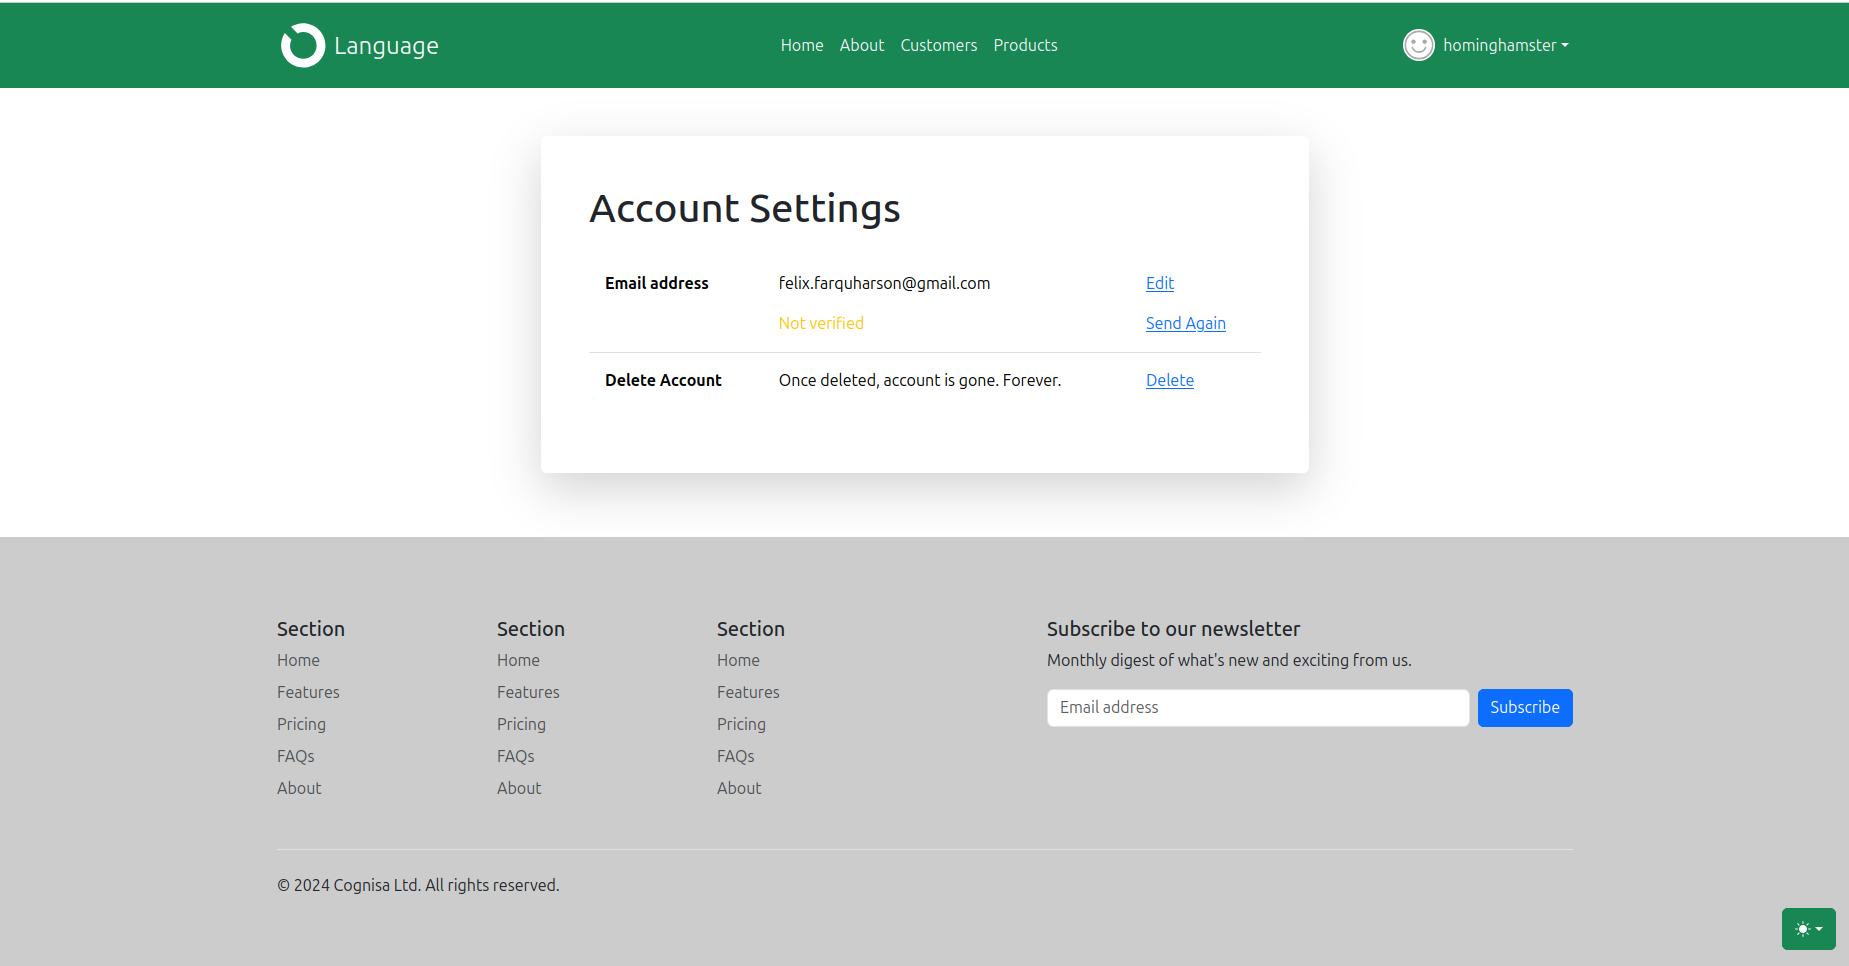 Language
Home About Customers Products
hominghamster
Account Settings
Email address felix.farquharson@gmail.com Edit
Not verified Send Again
Delete Account Once deleted, account is gone. Forever. Delete
Section
Home
Features
Pricing
FAQs
About
Section
Home
Features
Pricing
FAQs
About
Section
Home
Features
Pricing
FAQs
About
Subscribe to our newsletter
Monthly digest of what's new and exciting from us.
Email address Subscribe
© 2024 Cognisa Ltd. All rights reserved.